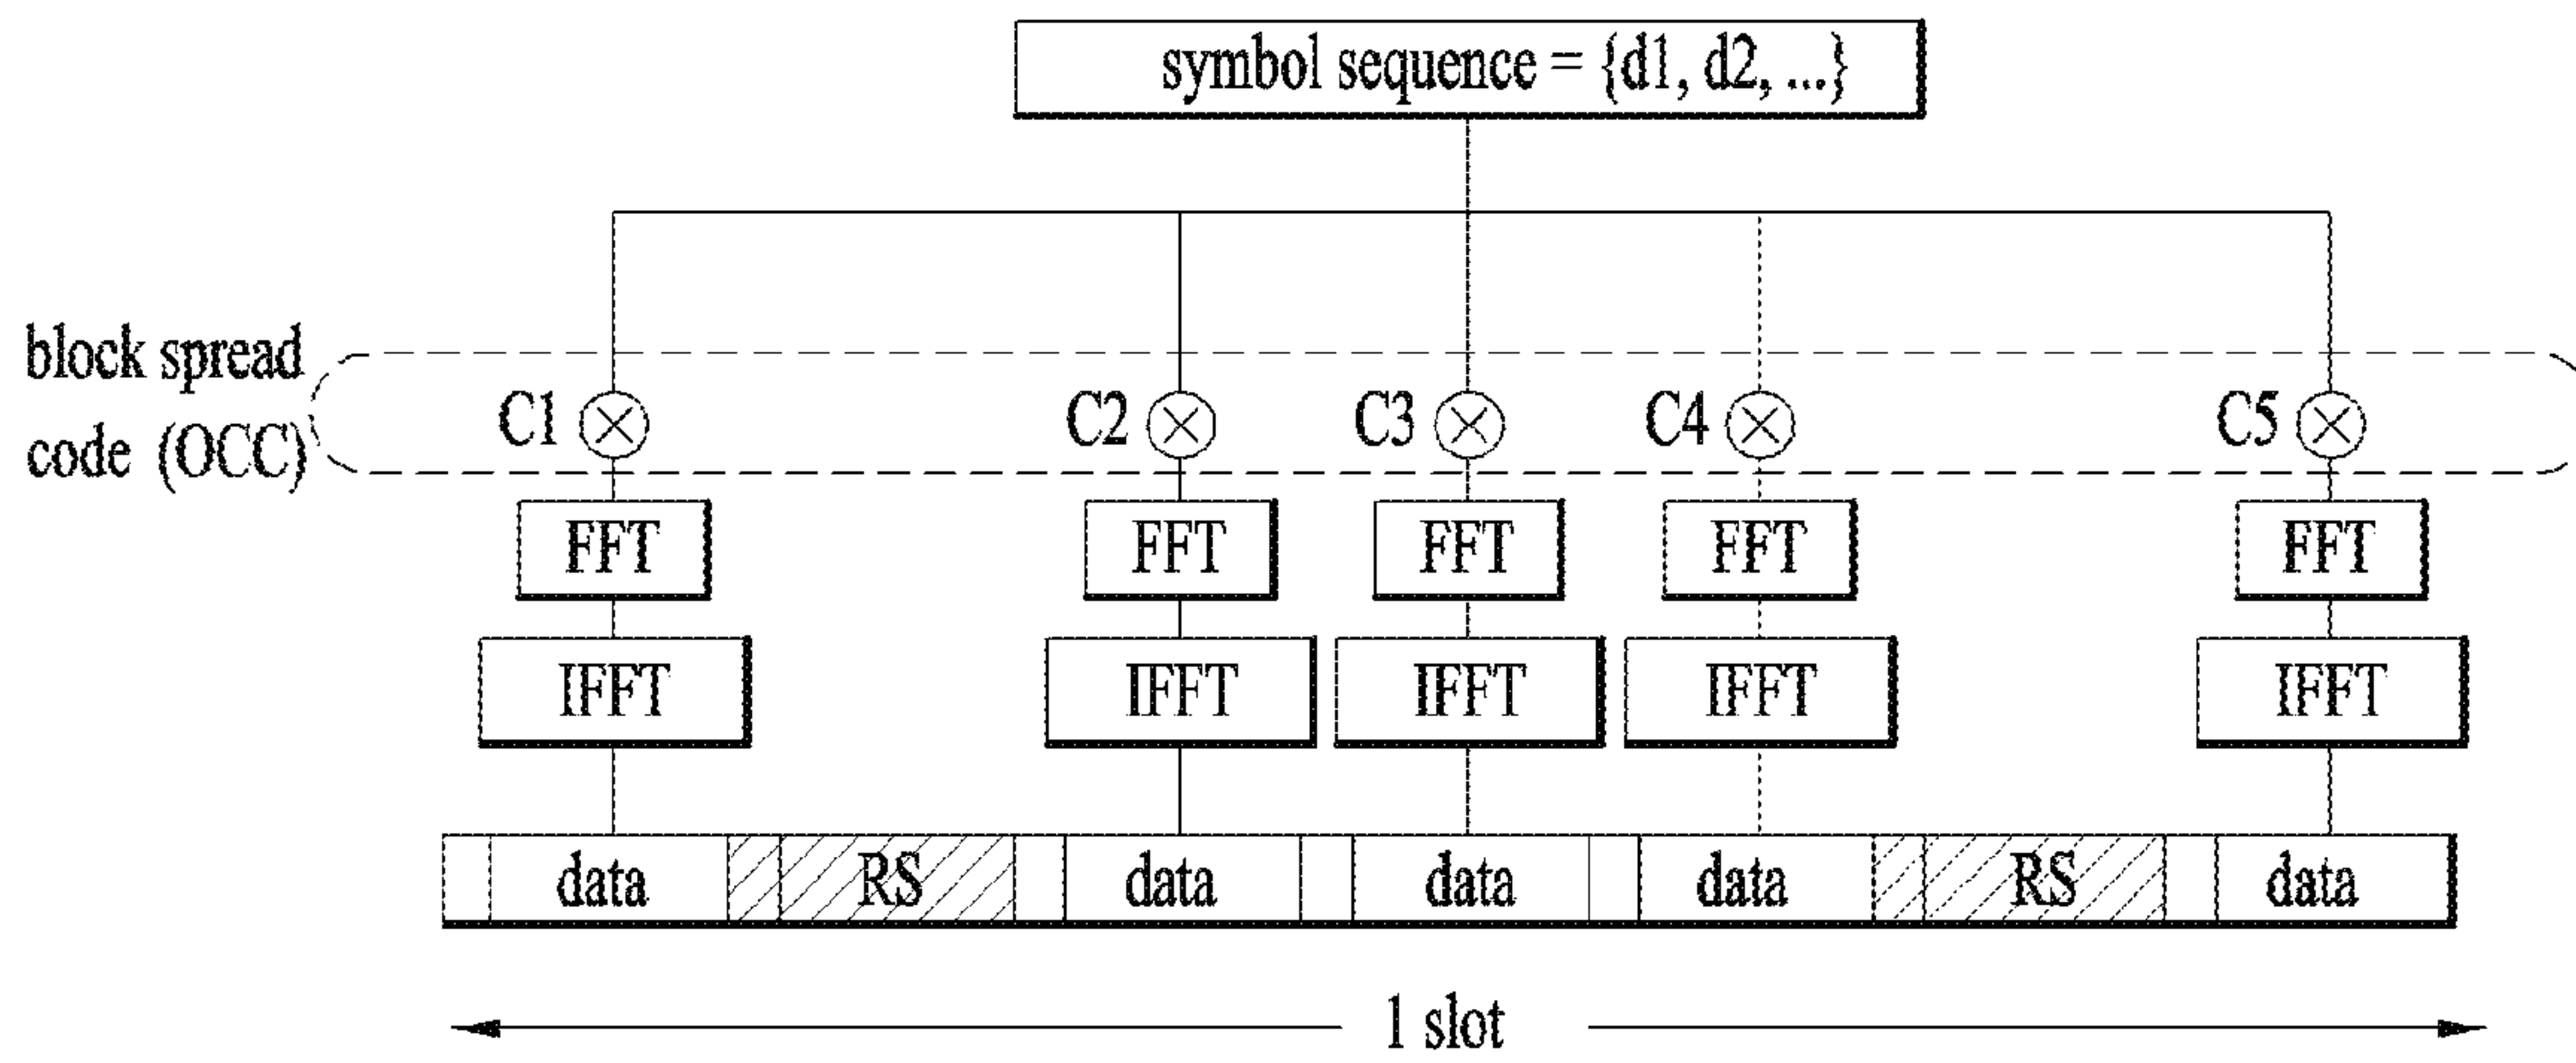 symbol sequence = {d1, d2, ...}
block spread
code (OCC)
C1 C2 C3 C4 C5
FFT FFT FFT FFT FFT
IFFT IFFT IFFT IFFT IFFT
data RS data data data RS data
1 slot